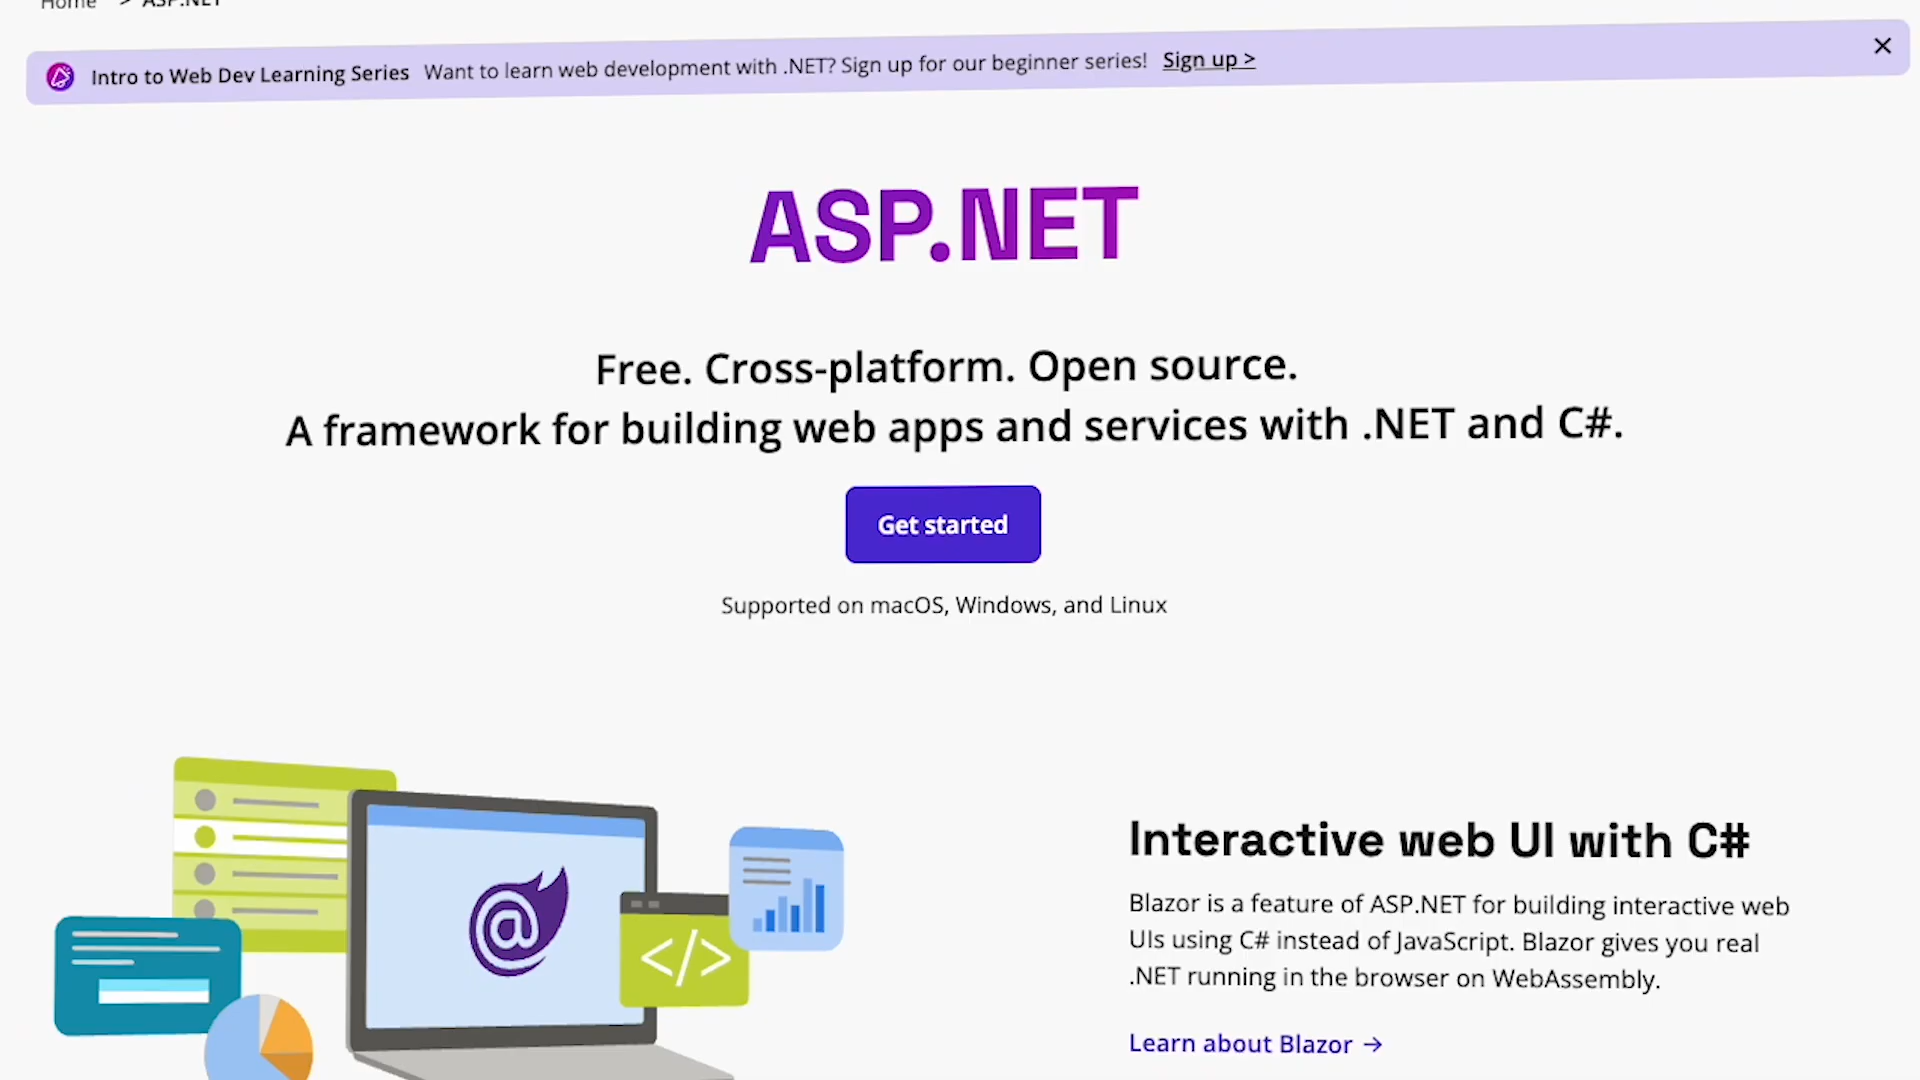 Home > ASP.NET
Intro to Web Dev Learning Series Want to learn web development with .NET? Sign up for our beginner series! Sign up >
ASP.NET
Free. Cross-platform. Open source.
A framework for building web apps and services with .NET and C#.
Get started
Supported on macOS, Windows, and Linux
@
</>
Interactive web UI with C#
Blazor is a feature of ASP.NET for building interactive web
UIs using C# instead of JavaScript. Blazor gives you real
.NET running in the browser on WebAssembly.
Learn about Blazor →